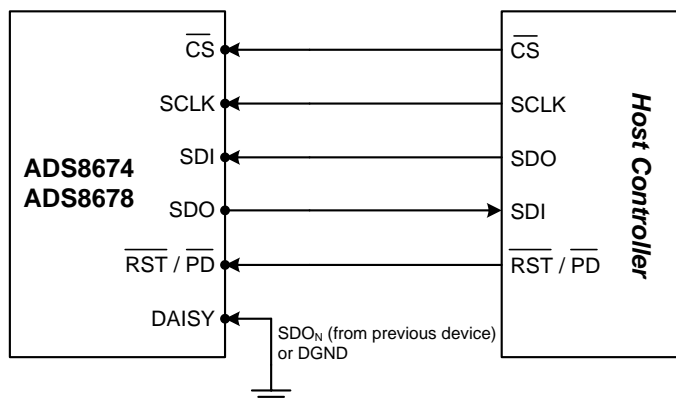 CS
SCLK
SDI
SDO
RST / PD
DAISY
ADS8674
ADS8678
SDON (from previous device)
or DGND
CS
SCLK
SDO
SDI
RST / PD
Host Controller